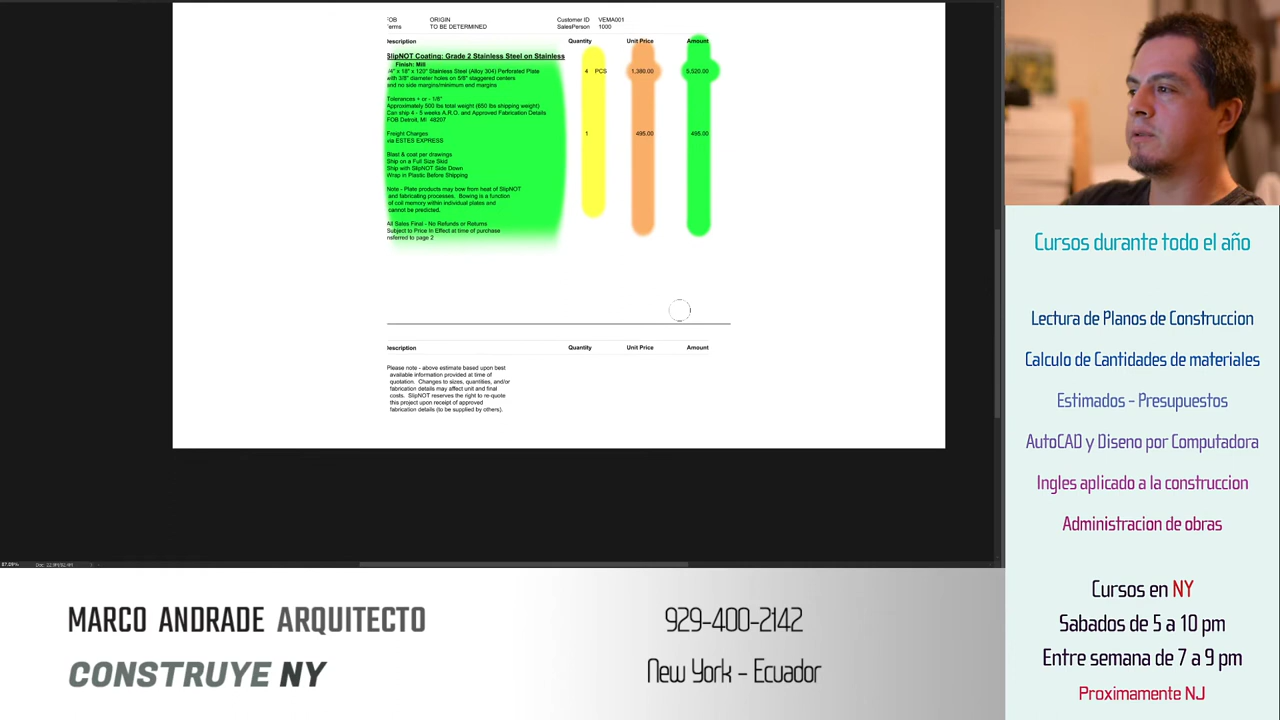 FOB ORIGIN Customer ID VEMA001
Terms TO BE DETERMINED SalesPerson 1000
Description Quantity Unit Price Amount
SlipNOT Coating: Grade 2 Stainless Steel on Stainless
Finish: Mill
1/4" x 18" x 120" Stainless Steel (Alloy 304) Perforated Plate 4 PCS 1,380.00 5,520.00
with 3/8" diameter holes on 5/8" staggered centers
and no side margins/minimum end margins
Tolerances + or - 1/8"
Approximately 500 lbs total weight (650 lbs shipping weight)
Can ship 4 - 5 weeks A.R.O. and Approved Fabrication Details
FOB Detroit, MI 48207
Freight Charges 1 495.00 495.00
via ESTES EXPRESS
Blast & coat per drawings
Ship on a Full Size Skid
Ship with SlipNOT Side Down
Wrap in Plastic Before Shipping
Note - Plate products may bow from heat of SlipNOT
and fabricating processes. Bowing is a function
of coil memory within individual plates and
cannot be predicted.
All Sales Final - No Refunds or Returns
Subject to Price In Effect at time of purchase
nsferred to page 2
Description Quantity Unit Price Amount
Please note - above estimate based upon best
available information provided at time of
quotation. Changes to sizes, quantities, and/or
fabrication details may affect unit and final
costs. SlipNOT reserves the right to re-quote
this project upon receipt of approved
fabrication details (to be supplied by others).
Cursos durante todo el año
Lectura de Planos de Construccion
Calculo de Cantidades de materiales
Estimados - Presupuestos
AutoCAD y Diseno por Computadora
Ingles aplicado a la construccion
Administracion de obras
Cursos en NY
Sabados de 5 a 10 pm
Entre semana de 7 a 9 pm
Proximamente NJ
MARCO ANDRADE ARQUITECTO
CONSTRUYE NY
929-400-2142
New York - Ecuador